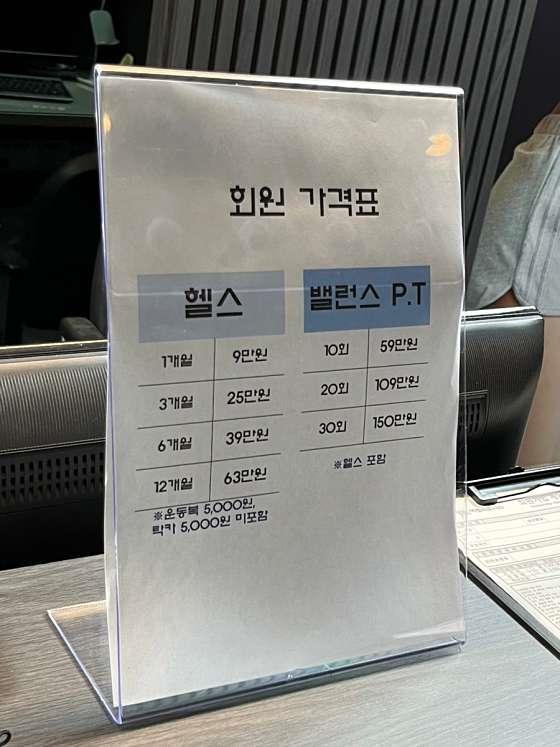 회원 가격표
헬스
1개월 9만원
3개월 25만원
6개월 39만원
12개월 63만원
※운동복 5,000원,
락카 5,000원 미포함
밸런스 P.T
10회 59만원
20회 109만원
30회 150만원
※헬스 포함